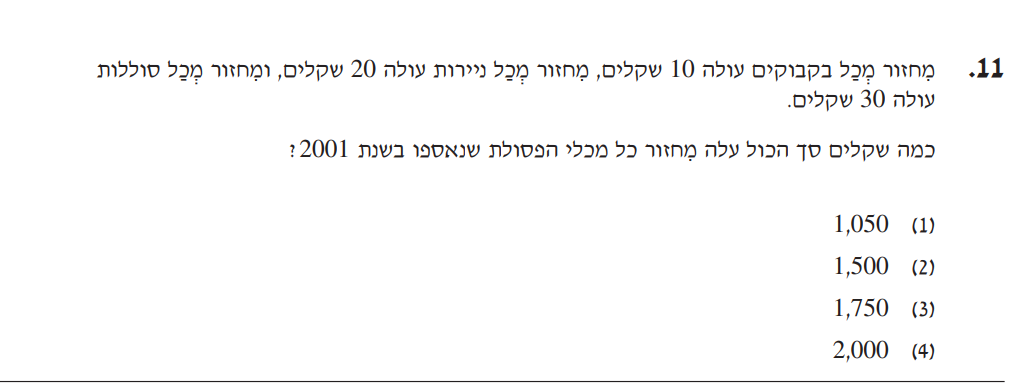 11. מִחזור מְכַל בקבוקים עולה 10 שקלים, מִחזור מְכַל ניירות עולה 20 שקלים, ומִחזור מְכַל סוללות
עולה 30 שקלים.
כמה שקלים סך הכול עלה מִחזור כל מכלי הפסולת שנאספו בשנת 2001?
(1) 1,050
(2) 1,500
(3) 1,750
(4) 2,000